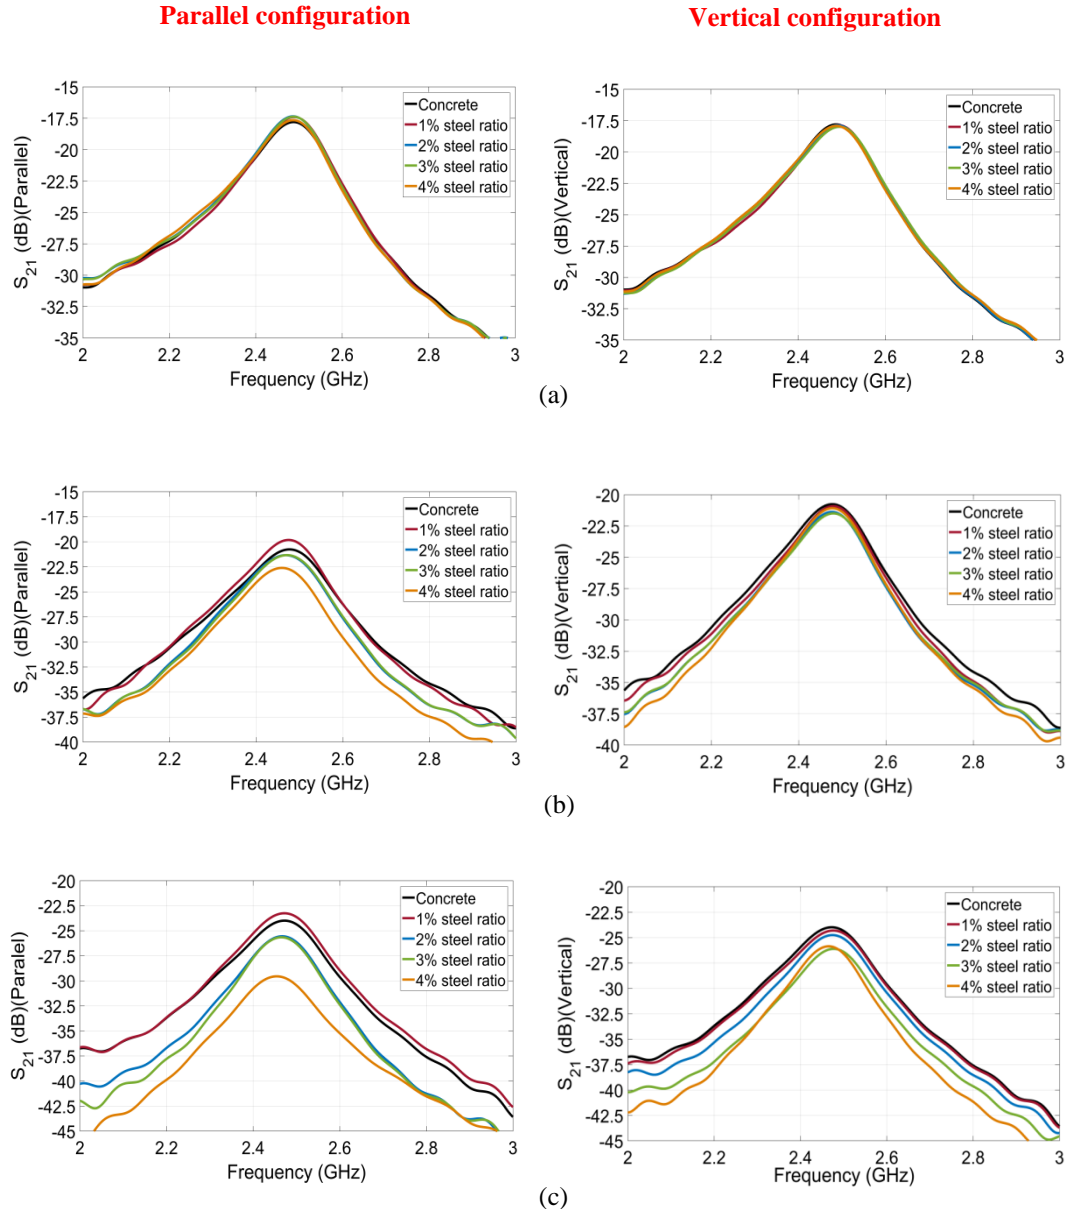 Parallel configuration
Vertical configuration
-15
-17.5
-20
-22.5
-25
-27.5
-30
-32.5
-35
S21 (dB)(Parallel)
Concrete
1% steel ratio
2% steel ratio
3% steel ratio
4% steel ratio
2 2.2 2.4 2.6 2.8 3
Frequency (GHz)
-15
-17.5
-20
-22.5
-25
-27.5
-30
-32.5
-35
S21 (dB)(Vertical)
Concrete
1% steel ratio
2% steel ratio
3% steel ratio
4% steel ratio
2 2.2 2.4 2.6 2.8 3
Frequency (GHz)
(a)
-15
-17.5
-20
-22.5
-25
-27.5
-30
-32.5
-35
-37.5
-40
S21 (dB)(Parallel)
Concrete
1% steel ratio
2% steel ratio
3% steel ratio
4% steel ratio
2 2.2 2.4 2.6 2.8 3
Frequency (GHz)
-20
-22.5
-25
-27.5
-30
-32.5
-35
-37.5
-40
S21 (dB)(Vertical)
Concrete
1% steel ratio
2% steel ratio
3% steel ratio
4% steel ratio
2 2.2 2.4 2.6 2.8 3
Frequency (GHz)
(b)
-20
-22.5
-25
-27.5
-30
-32.5
-35
-37.5
-40
-42.5
-45
S21 (dB)(Paralel)
Concrete
1% steel ratio
2% steel ratio
3% steel ratio
4% steel ratio
2 2.2 2.4 2.6 2.8 3
Frequency (GHz)
-20
-22.5
-25
-27.5
-30
-32.5
-35
-37.5
-40
-42.5
-45
S21 (dB)(Vertical)
Concrete
1% steel ratio
2% steel ratio
3% steel ratio
4% steel ratio
2 2.2 2.4 2.6 2.8 3
Frequency (GHz)
(c)